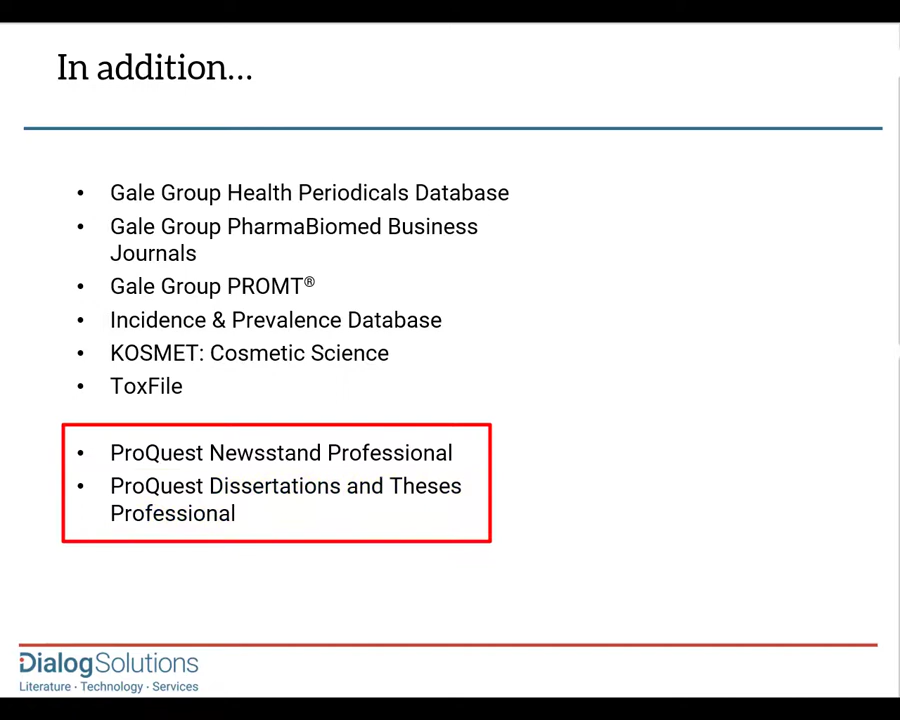 In addition…
• Gale Group Health Periodicals Database
• Gale Group PharmaBiomed Business
Journals
• Gale Group PROMT®
• Incidence & Prevalence Database
• KOSMET: Cosmetic Science
• ToxFile
• ProQuest Newsstand Professional
• ProQuest Dissertations and Theses
Professional
DialogSolutions
Literature · Technology · Services